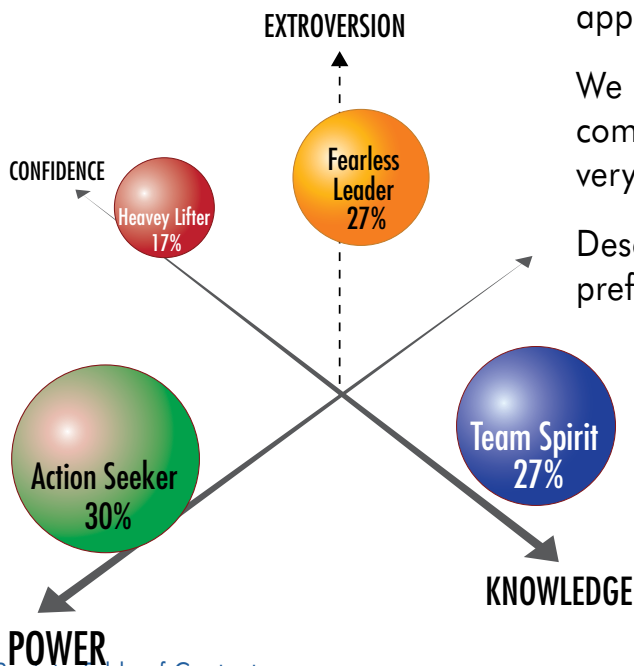 EXTROVERSION
app
We
com
very
CONFIDENCE
Fearless
Leader
27%
Heavey Lifter
17%
Desc
pref
Action Seeker
30%
Team Spirit
27%
KNOWLEDGE
POWER